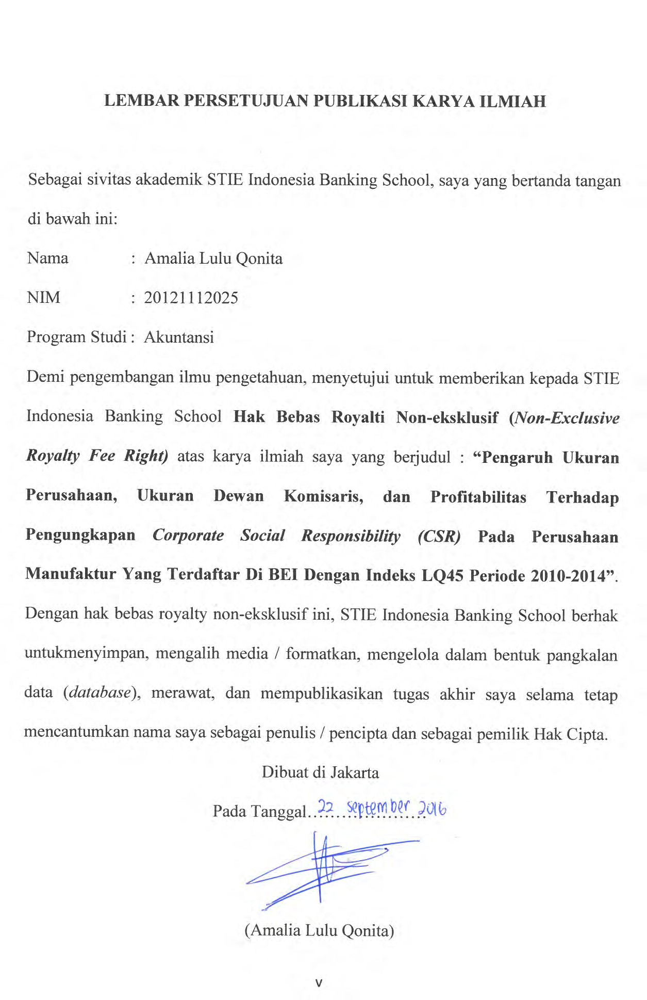 LEMBAR PERSETUJUAN PUBLIKASI KARYA ILMIAH
Sebagai sivitas akademik STIE Indonesia Banking School, saya yang bertanda tangan
di bawah ini:
Nama : Amalia Lulu Qonita
NIM : 20121112025
Program Studi : Akuntansi
Demi pengembangan ilmu pengetahuan, menyetujui untuk memberikan kepada STIE
Indonesia Banking School Hak Bebas Royalti Non-eksklusif (Non-Exclusive
Royalty Fee Right) atas karya ilmiah saya yang berjudul : “Pengaruh Ukuran
Perusahaan, Ukuran Dewan Komisaris, dan Profitabilitas Terhadap
Pengungkapan Corporate Social Responsibility (CSR) Pada Perusahaan
Manufaktur Yang Terdaftar Di BEI Dengan Indeks LQ45 Periode 2010-2014”.
Dengan hak bebas royalty non-eksklusif ini, STIE Indonesia Banking School berhak
untukmenyimpan, mengalih media / formatkan, mengelola dalam bentuk pangkalan
data (database), merawat, dan mempublikasikan tugas akhir saya selama tetap
mencantumkan nama saya sebagai penulis / pencipta dan sebagai pemilik Hak Cipta.
Dibuat di Jakarta
Pada Tanggal..22 September 2016
(Amalia Lulu Qonita)
v